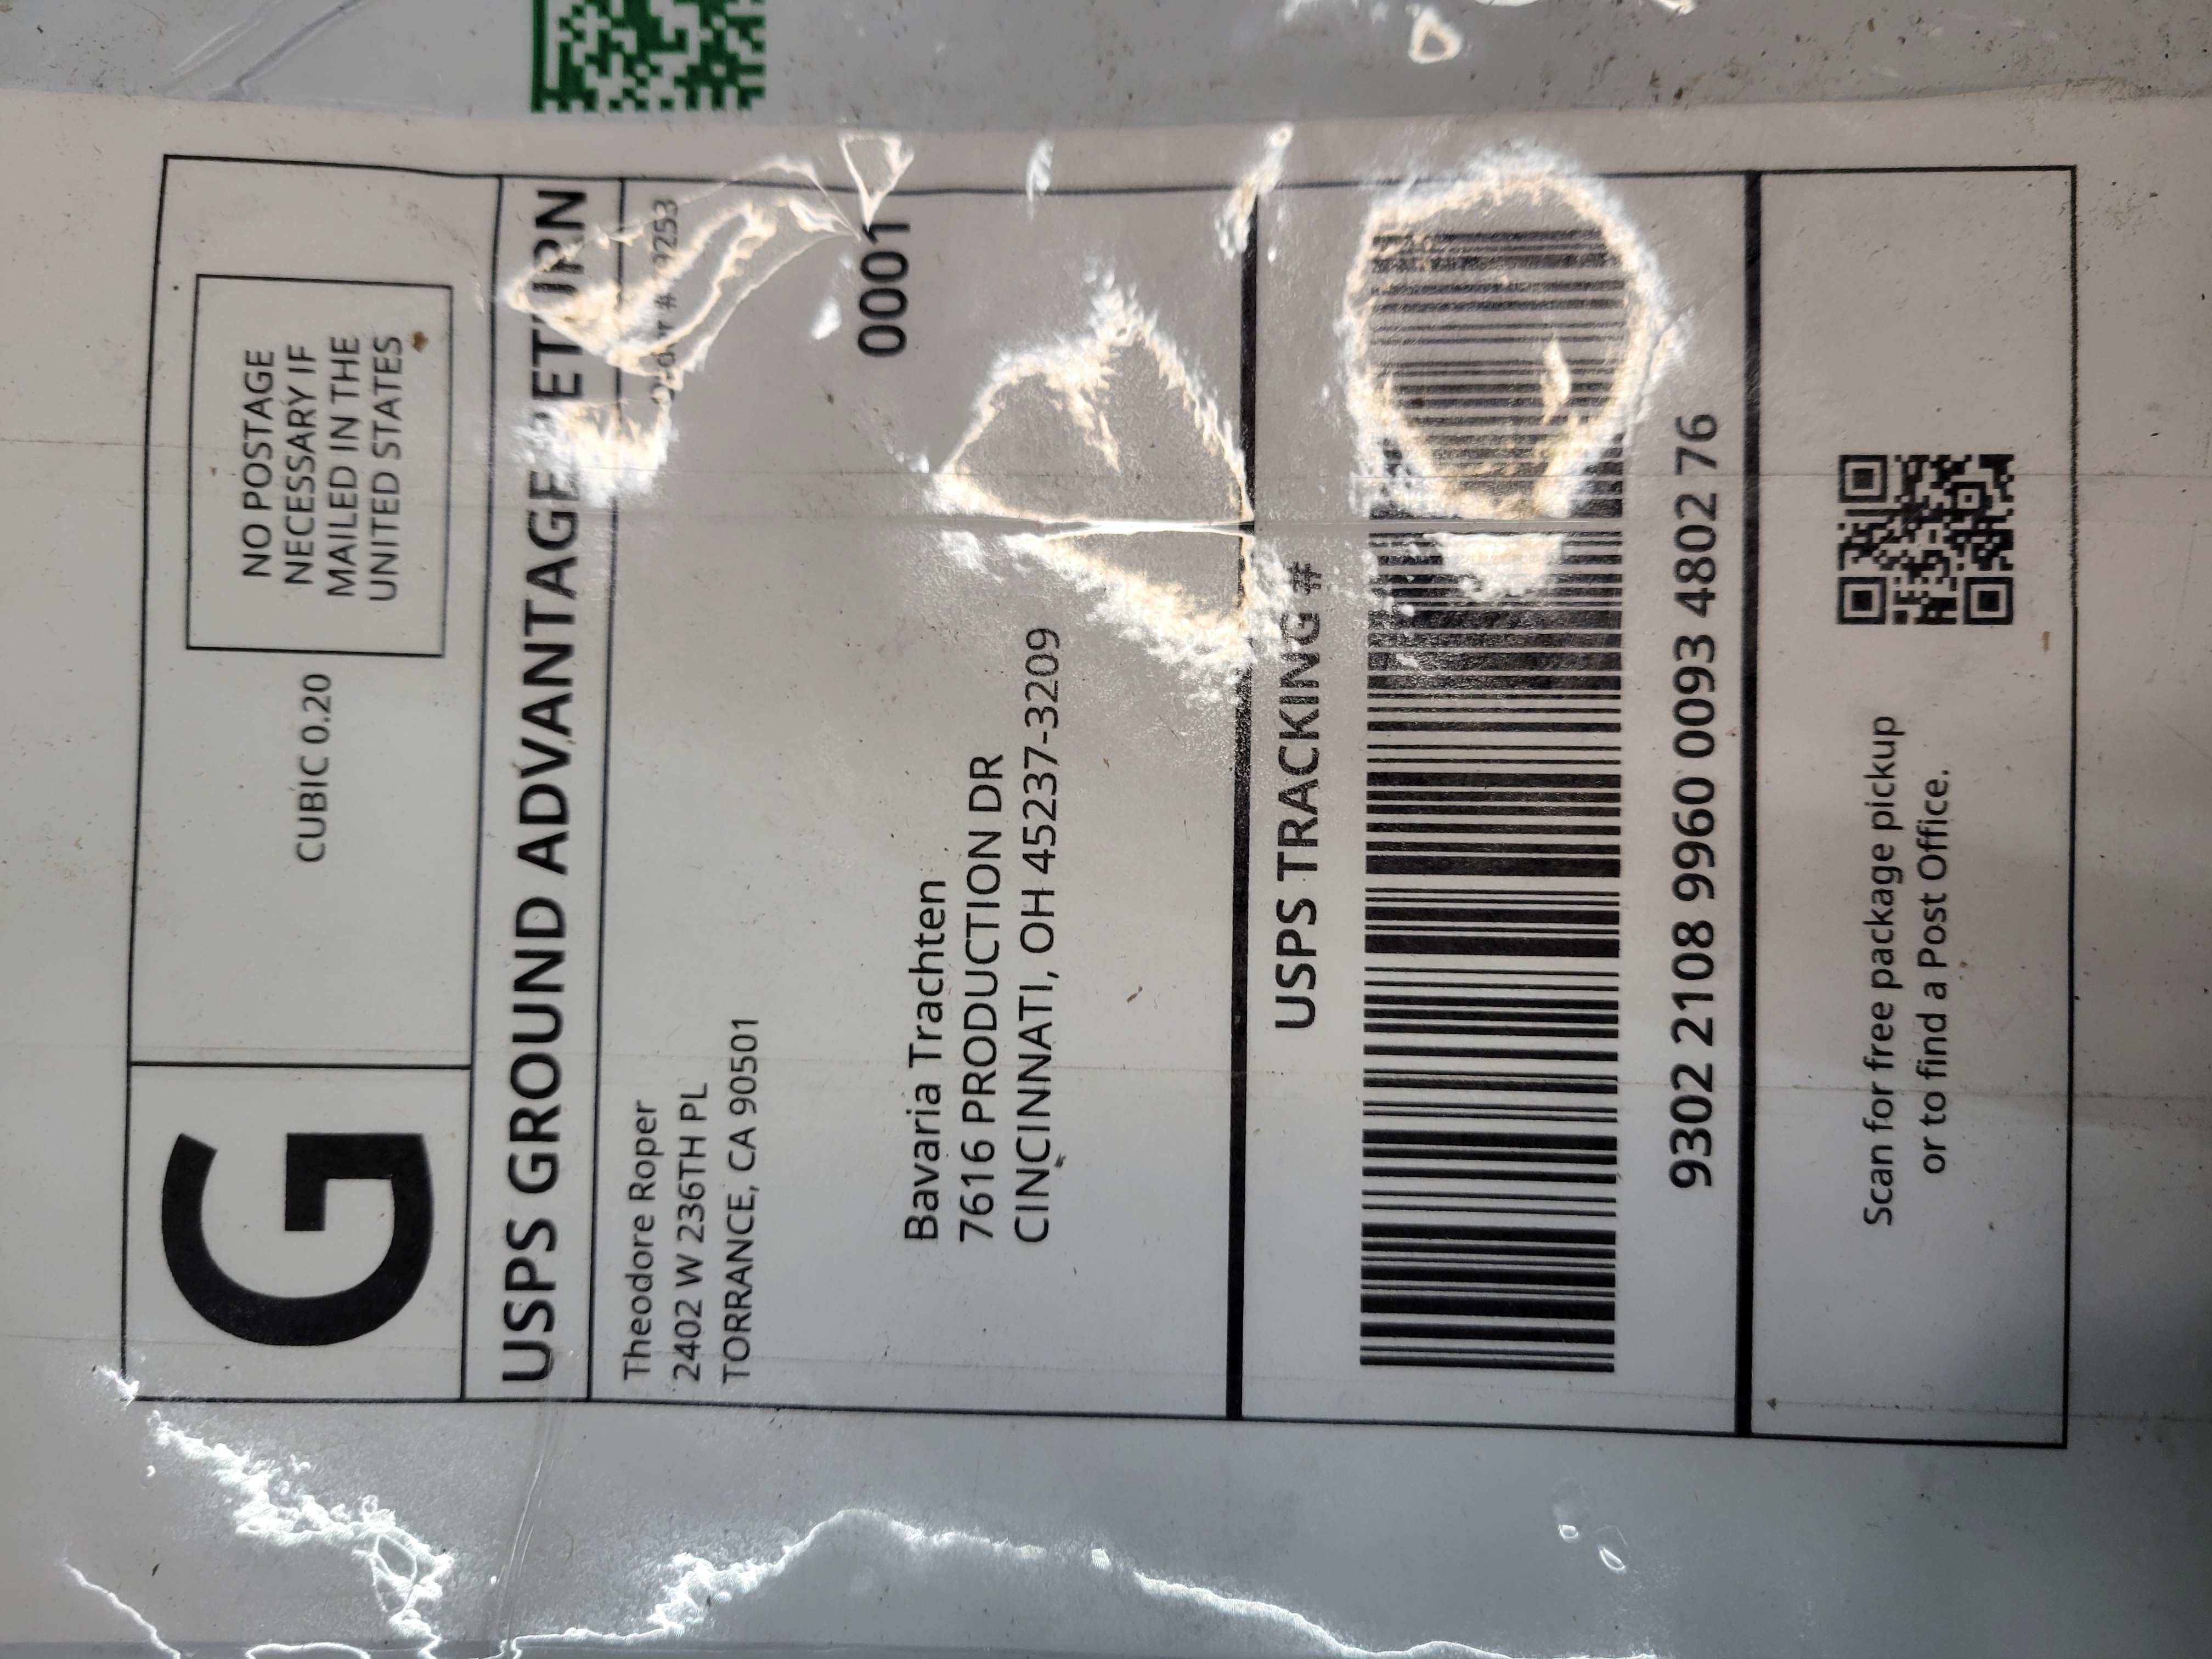 G
CUBIC 0.20
NO POSTAGE
NECESSARY IF
MAILED IN THE
UNITED STATES
USPS GROUND ADVANTAGE RETURN
Theodore Roper
2402 W 236TH PL
TORRANCE, CA 90501
0001
Bavaria Trachten
7616 PRODUCTION DR
CINCINNATI, OH 45237-3209
USPS TRACKING #
9302 2108 9960 0093 4802 76
Scan for free package pickup
or to find a Post Office.